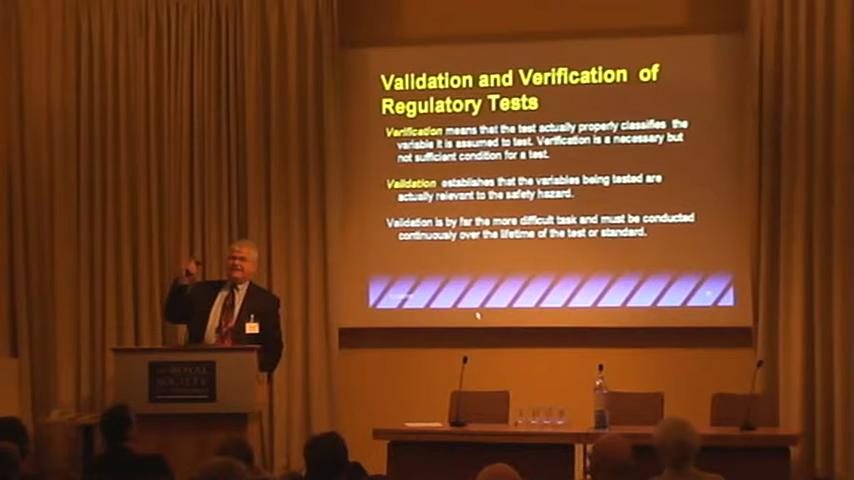 Validation and Verification of
Regulatory Tests
Verification means that the test actually properly classifies the
variable it is assumed to test. Verification is a necessary but
not sufficient condition for a test.
Validation establishes that the variables being tested are
actually relevant to the safety hazard.
Validation is by far the more difficult task and must be conducted
continuously over the lifetime of the test or standard.
THE ROYAL
SOCIETY